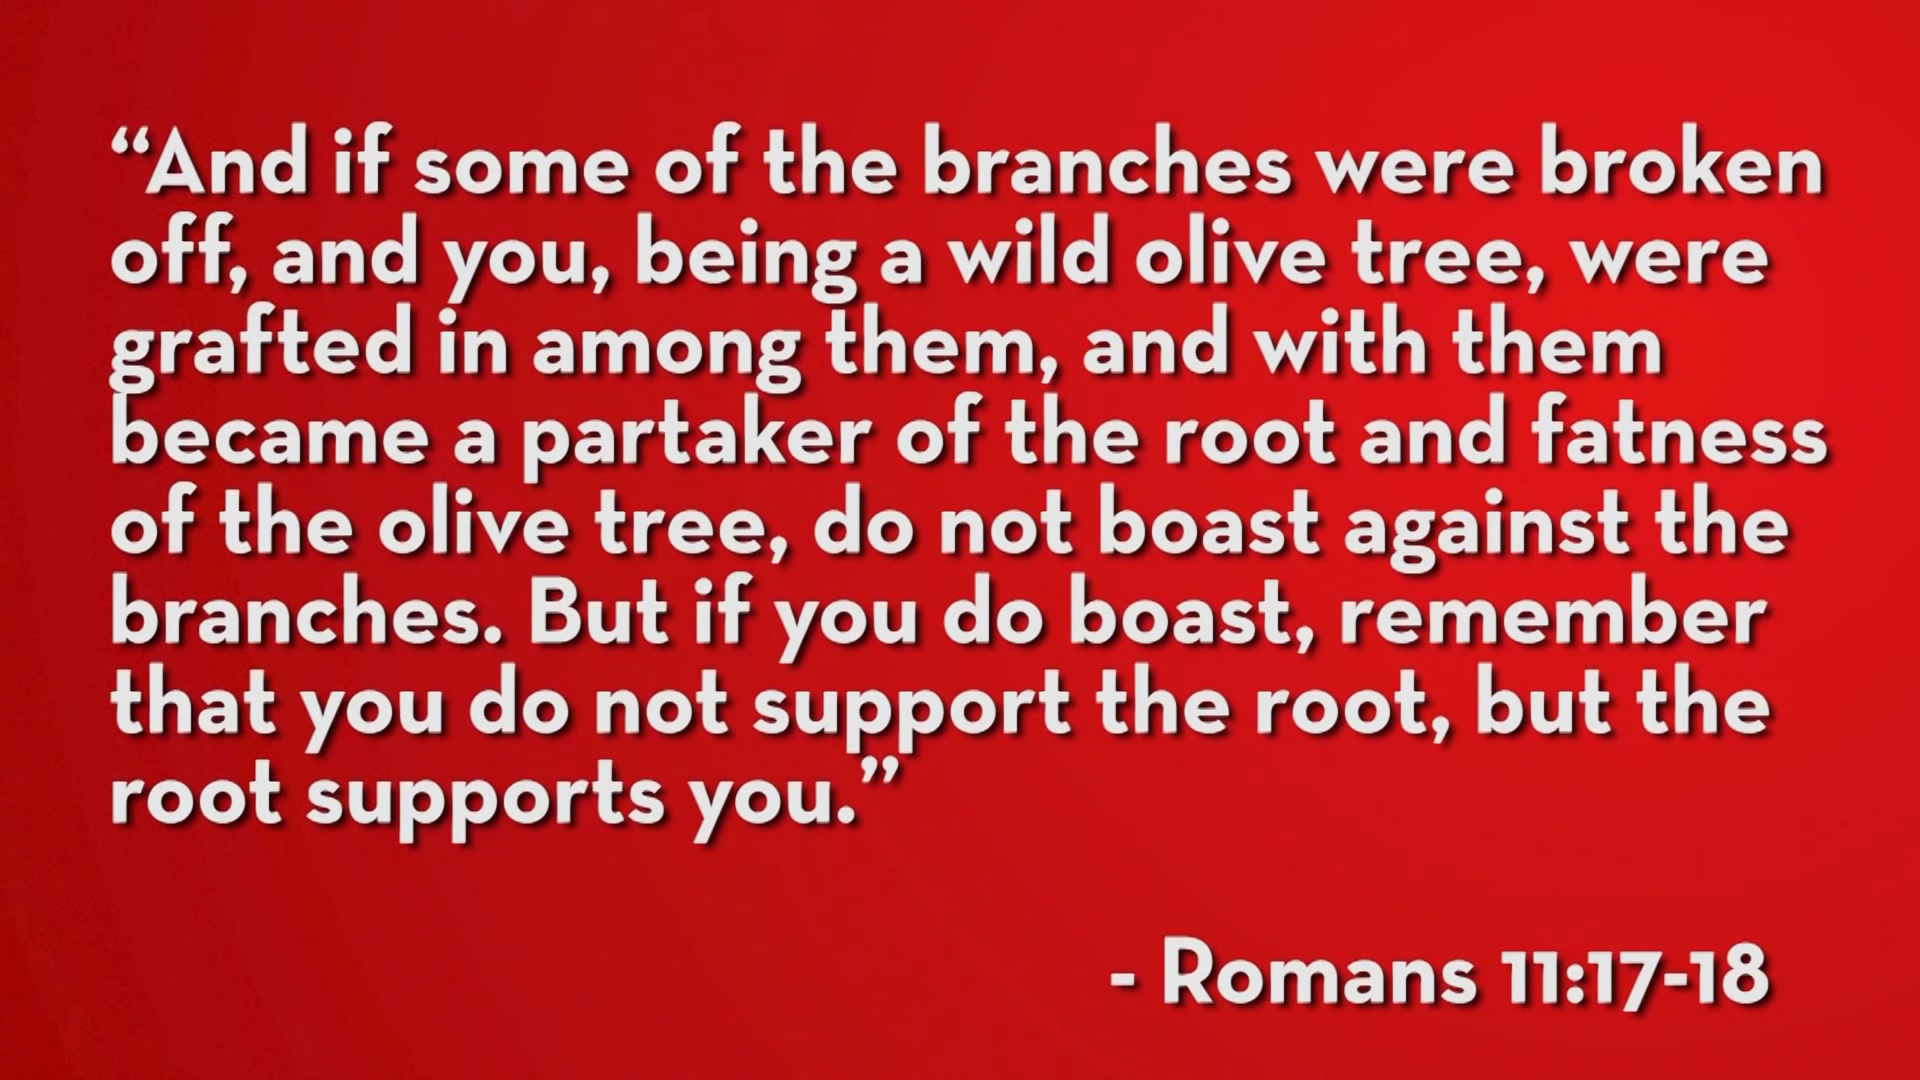 “And if some of the branches were broken
off, and you, being a wild olive tree, were
grafted in among them, and with them
became a partaker of the root and fatness
of the olive tree, do not boast against the
branches. But if you do boast, remember
that you do not support the root, but the
root supports you.”
- Romans 11:17-18